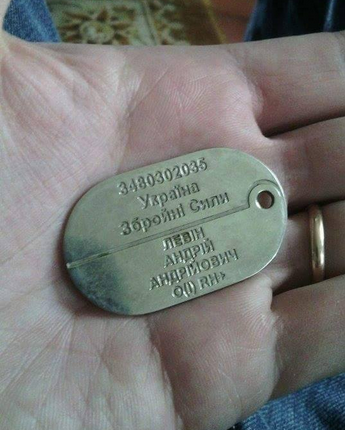 3480302035
Україна
Збройні Сили
ЛЕВІН
АНДРІЙ
АНДРІЙОВИЧ
O(I) RH>